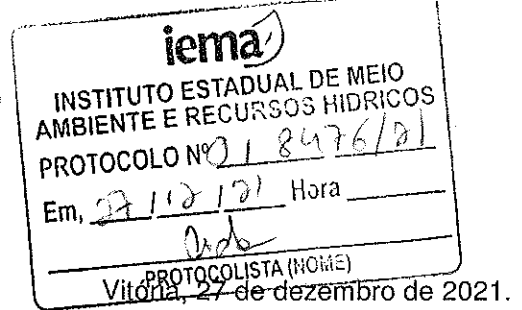 iema
INSTITUTO ESTADUAL DE MEIO
AMBIENTE E RECURSOS HIDRICOS
PROTOCOLO Nº 018476/21
Em, 27 / 12 / 21 Hora
PROTOCOLISTA (NOME)
Vitória, 27 de dezembro de 2021.